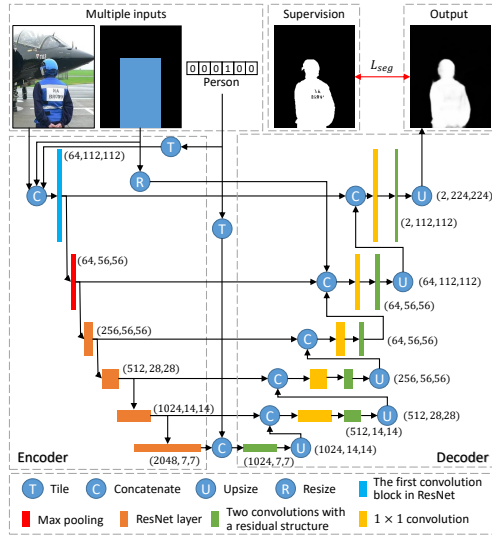 Multiple inputs
Supervision
Output
0 0 0 1 0 0
Person
L_seg
T
(64,112,112)
R
C
C
U
(2,224,224)
(2,112,112)
T
(64,56,56)
C
U
(64,112,112)
(64,56,56)
(256,56,56)
C
(64,56,56)
(512,28,28)
C
U
(256,56,56)
(1024,14,14)
C
U
(512,28,28)
(512,14,14)
C
U
(1024,14,14)
Encoder
(2048,7,7)
(1024,7,7)
Decoder
T
Tile
C
Concatenate
U
Upsize
R
Resize
The first convolution
block in ResNet
Max pooling
ResNet layer
Two convolutions with
a residual structure
1 × 1 convolution